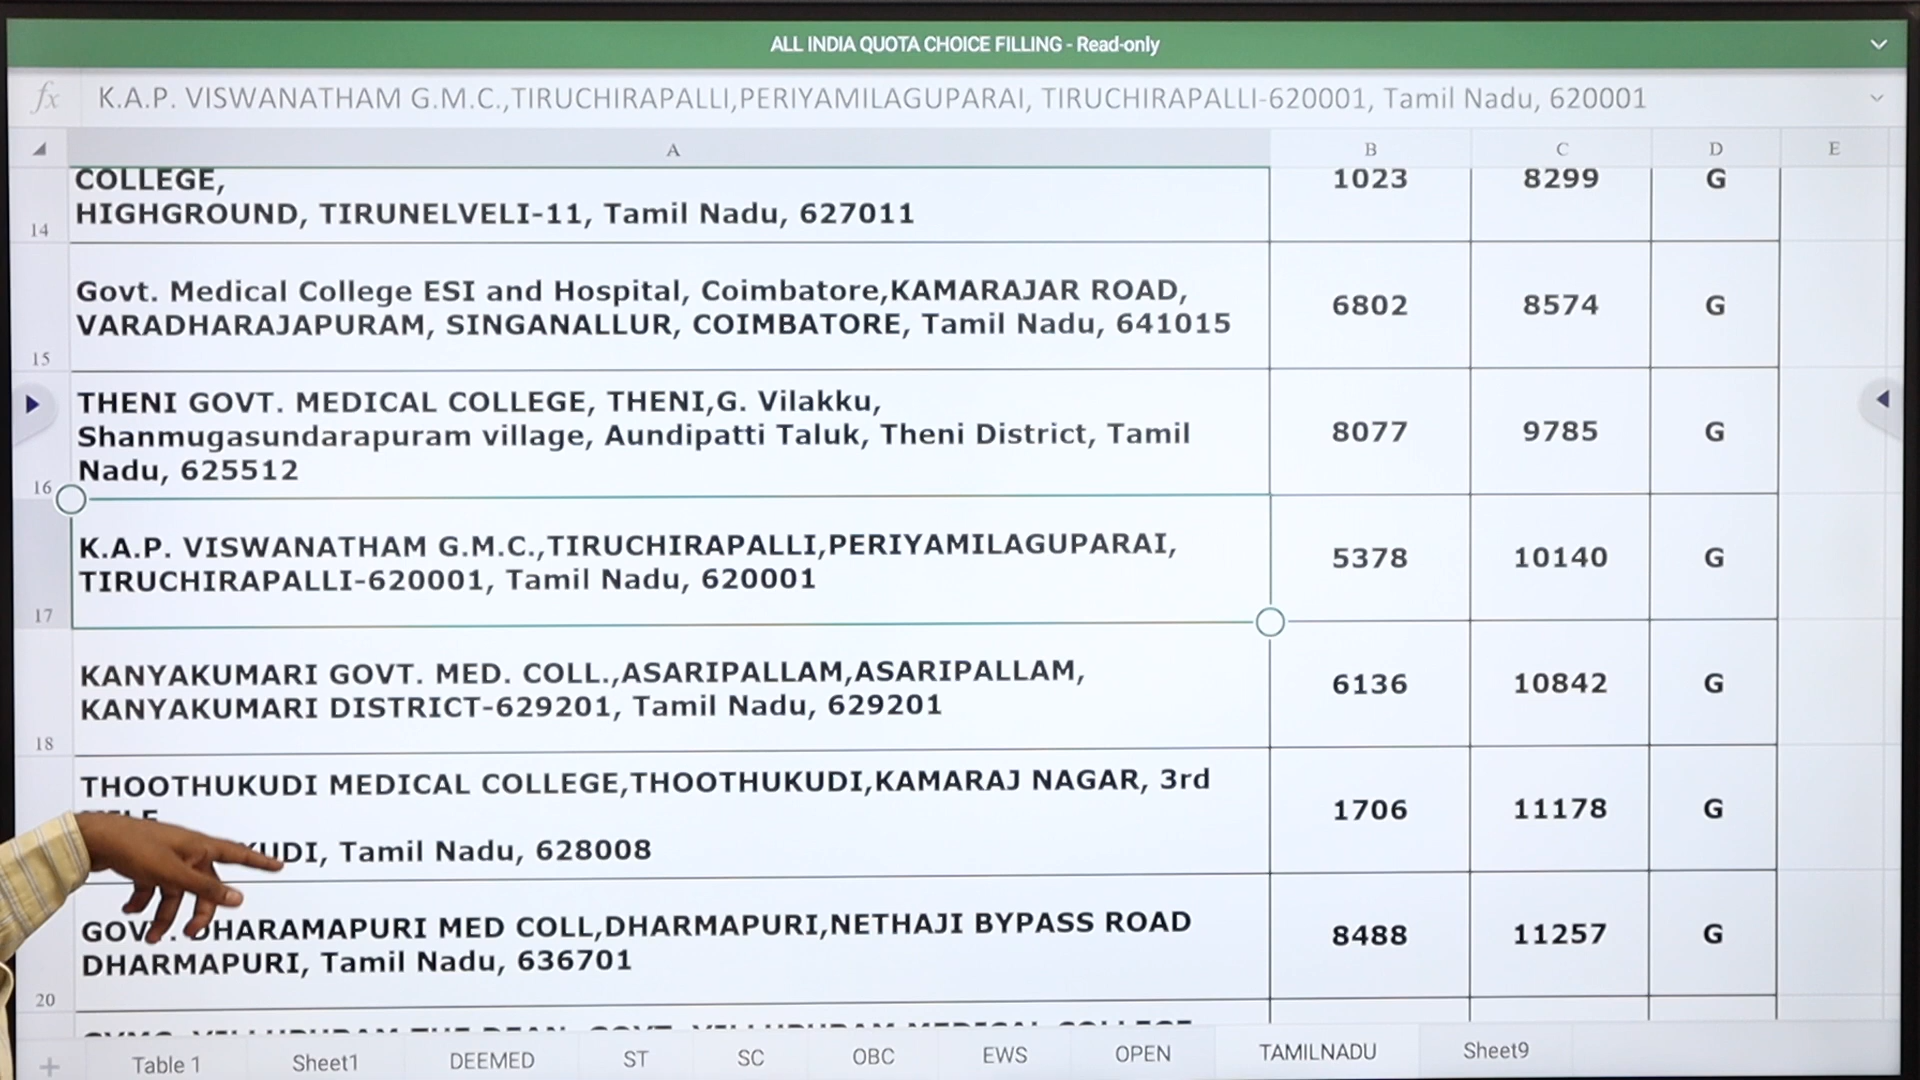 ALL INDIA QUOTA CHOICE FILLING - Read-only
fx K.A.P. VISWANATHAM G.M.C.,TIRUCHIRAPALLI,PERIYAMILAGUPARAI, TIRUCHIRAPALLI-620001, Tamil Nadu, 620001
A B C D E
COLLEGE, 1023 8299 G
HIGHGROUND, TIRUNELVELI-11, Tamil Nadu, 627011
14
Govt. Medical College ESI and Hospital, Coimbatore,KAMARAJAR ROAD,
VARADHARAJAPURAM, SINGANALLUR, COIMBATORE, Tamil Nadu, 641015
6802 8574 G
15
THENI GOVT. MEDICAL COLLEGE, THENI,G. Vilakku,
Shanmugasundarapuram village, Aundipatti Taluk, Theni District, Tamil
Nadu, 625512
8077 9785 G
16
K.A.P. VISWANATHAM G.M.C.,TIRUCHIRAPALLI,PERIYAMILAGUPARAI,
TIRUCHIRAPALLI-620001, Tamil Nadu, 620001
5378 10140 G
17
KANYAKUMARI GOVT. MED. COLL.,ASARIPALLAM,ASARIPALLAM,
KANYAKUMARI DISTRICT-629201, Tamil Nadu, 629201
6136 10842 G
18
THOOTHUKUDI MEDICAL COLLEGE,THOOTHUKUDI,KAMARAJ NAGAR, 3rd
Tamil Nadu, 628008
1706 11178 G
GOVT. DHARAMAPURI MED COLL,DHARMAPURI,NETHAJI BYPASS ROAD
DHARMAPURI, Tamil Nadu, 636701
8488 11257 G
20
Table 1 Sheet1 DEEMED ST SC OBC EWS OPEN TAMILNADU Sheet9